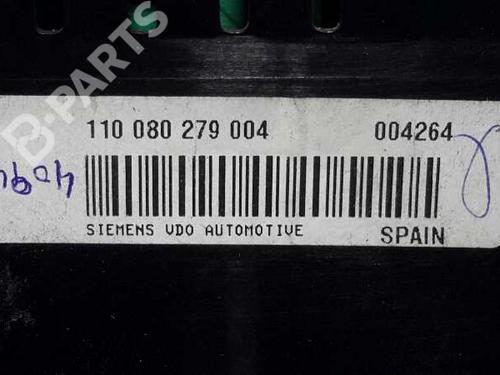 B-PARTS
110 080 279 004 004264
SIEMENS VDO AUTOMOTIVE SPAIN